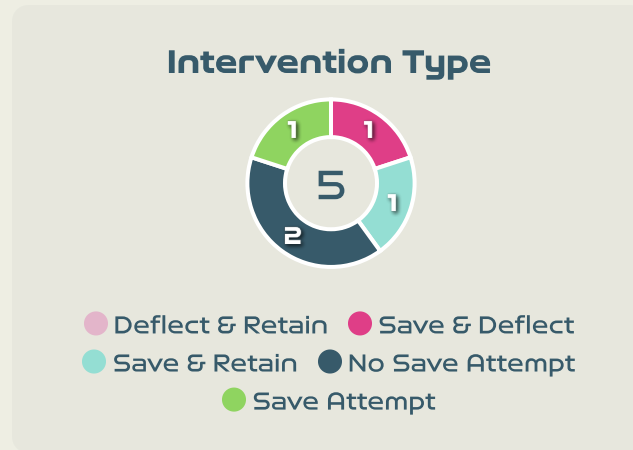 Intervention Type
1 1
5
1
2
Deflect & Retain Save & Deflect
Save & Retain No Save Attempt
Save Attempt